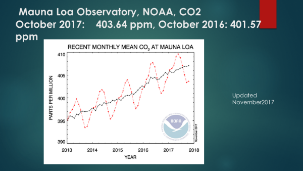 Mauna Loa Observatory, NOAA, CO2
October 2017: 403.64 ppm, October 2016: 401.57
ppm
RECENT MONTHLY MEAN CO2 AT MAUNA LOA
410
405
400
395
390
PARTS PER MILLION
2013 2014 2015 2016 2017 2018
YEAR
Updated
November2017